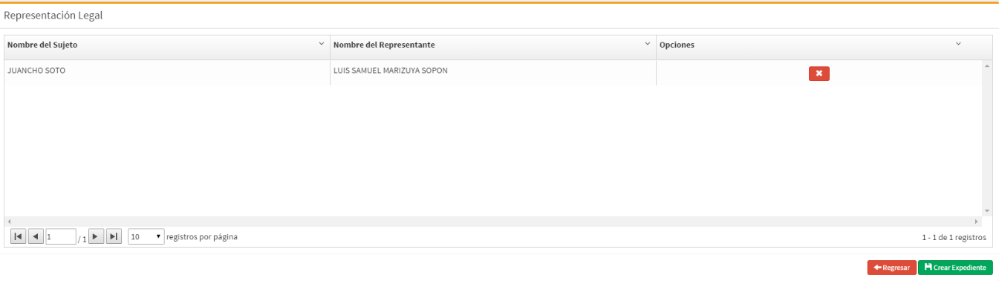 Representación Legal
Nombre del Sujeto Nombre del Representante Opciones
JUANCHO SOTO LUIS SAMUEL MARIZUYA SOPON
1 / 1 10 registros por página 1 - 1 de 1 registros
Regresar Crear Expediente